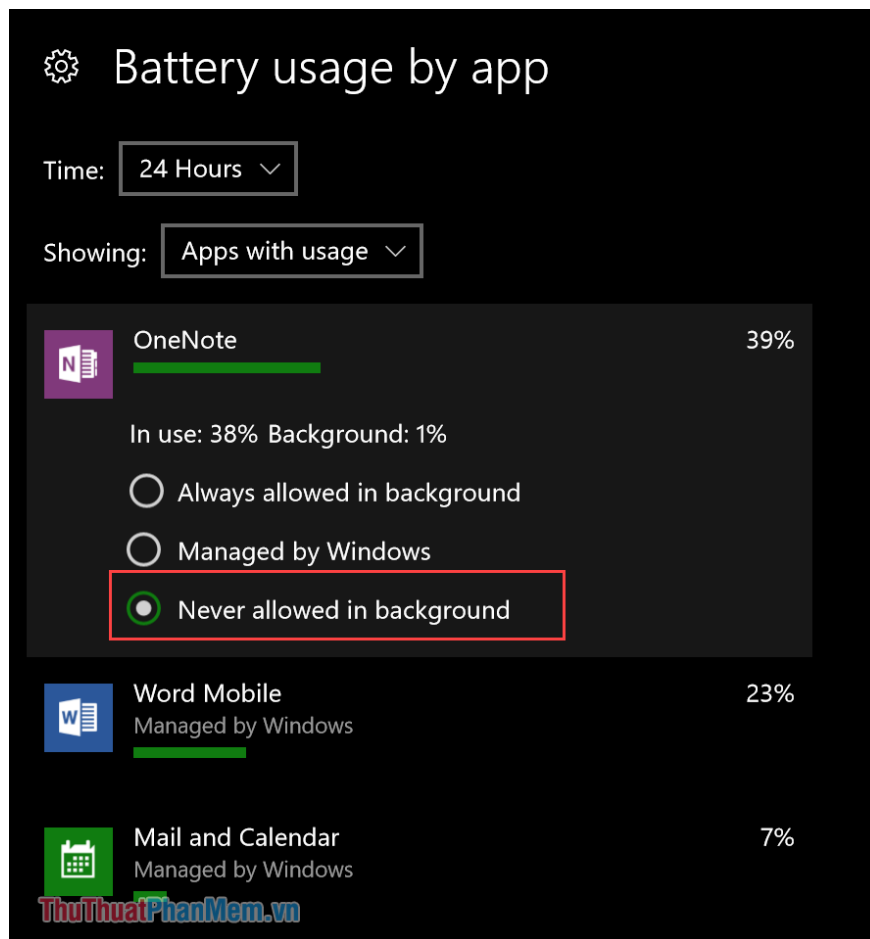 Battery usage by app
Time: 24 Hours
Showing: Apps with usage
OneNote 39%
N
In use: 38% Background: 1%
Always allowed in background
Managed by Windows
Never allowed in background
Word Mobile 23%
W
Managed by Windows
Mail and Calendar 7%
Managed by Windows
ThuThuatPhanMem.vn